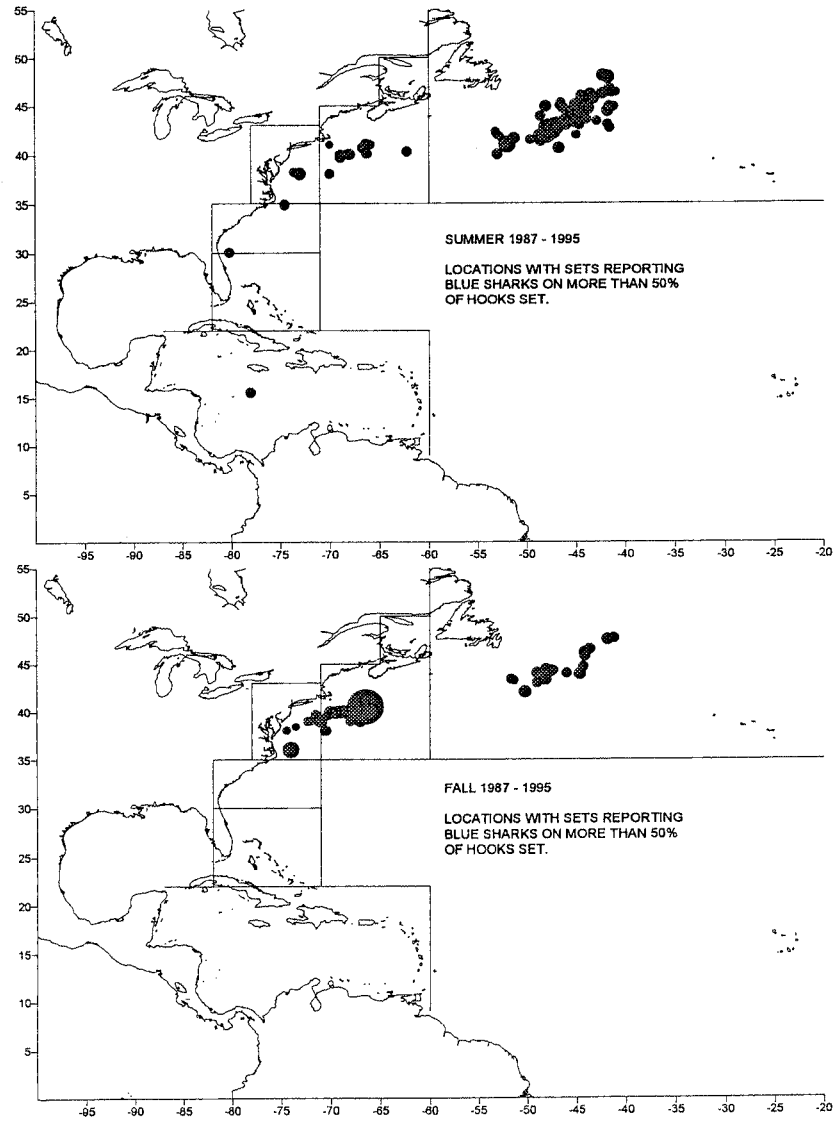 55
50
45
40
35
30
25
20
15
10
5
SUMMER 1987 - 1995
LOCATIONS WITH SETS REPORTING
BLUE SHARKS ON MORE THAN 50%
OF HOOKS SET.
-95 -90 -85 -80 -75 -70 -65 -60 -55 -50 -45 -40 -35 -30 -25 -20
55
50
45
40
35
30
25
20
15
10
5
FALL 1987 - 1995
LOCATIONS WITH SETS REPORTING
BLUE SHARKS ON MORE THAN 50%
OF HOOKS SET.
-95 -90 -85 -80 -75 -70 -65 -60 -55 -50 -45 -40 -35 -30 -25 -20